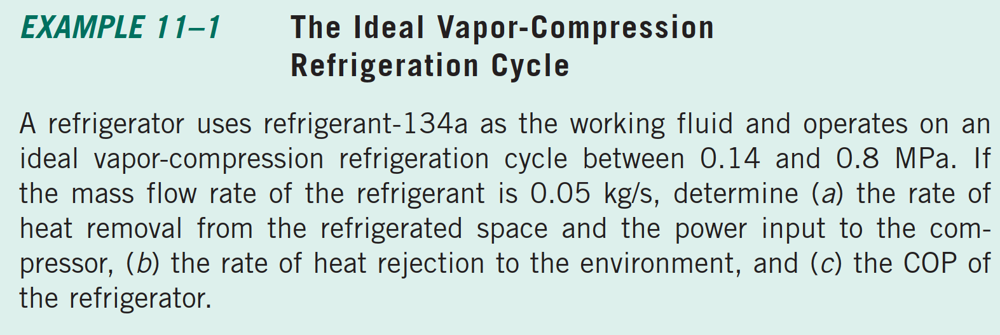 EXAMPLE 11–1 The Ideal Vapor-Compression
Refrigeration Cycle
A refrigerator uses refrigerant-134a as the working fluid and operates on an
ideal vapor-compression refrigeration cycle between 0.14 and 0.8 MPa. If
the mass flow rate of the refrigerant is 0.05 kg/s, determine (a) the rate of
heat removal from the refrigerated space and the power input to the com-
pressor, (b) the rate of heat rejection to the environment, and (c) the COP of
the refrigerator.